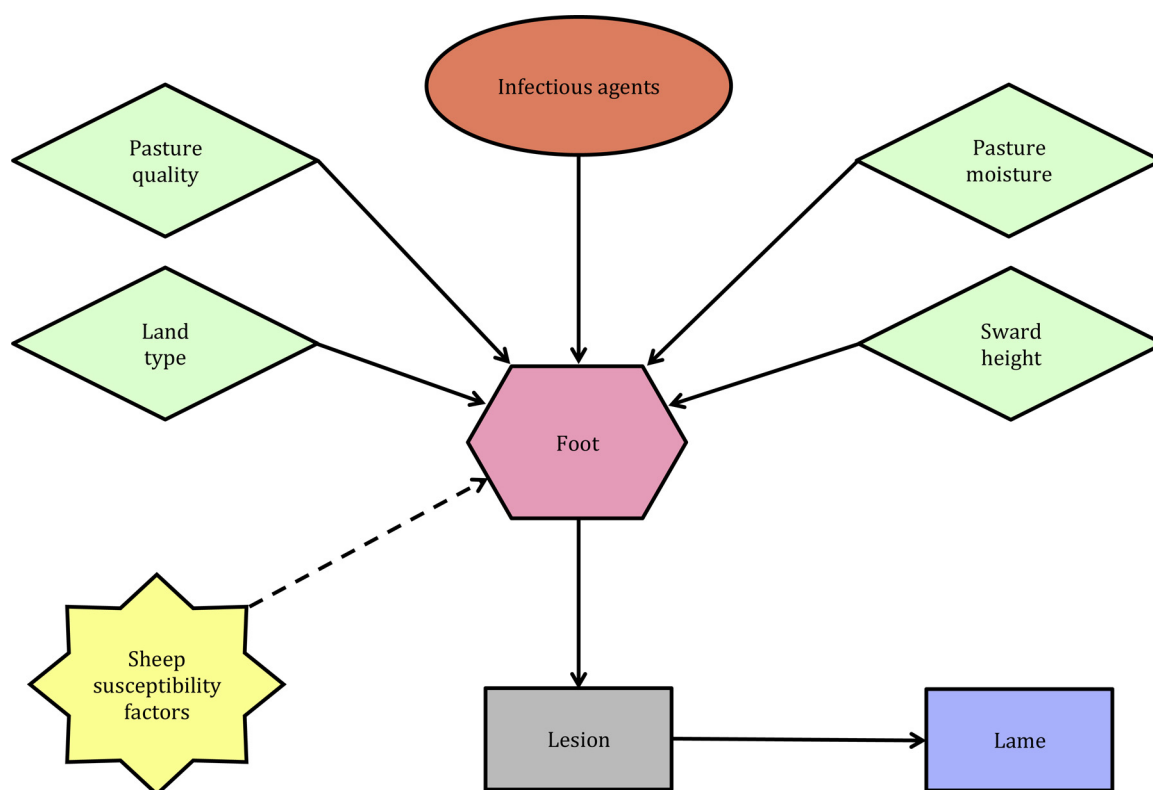 Infectious agents
Pasture
quality
Pasture
moisture
Land
type
Sward
height
Foot
Sheep
susceptibility
factors
Lesion
Lame